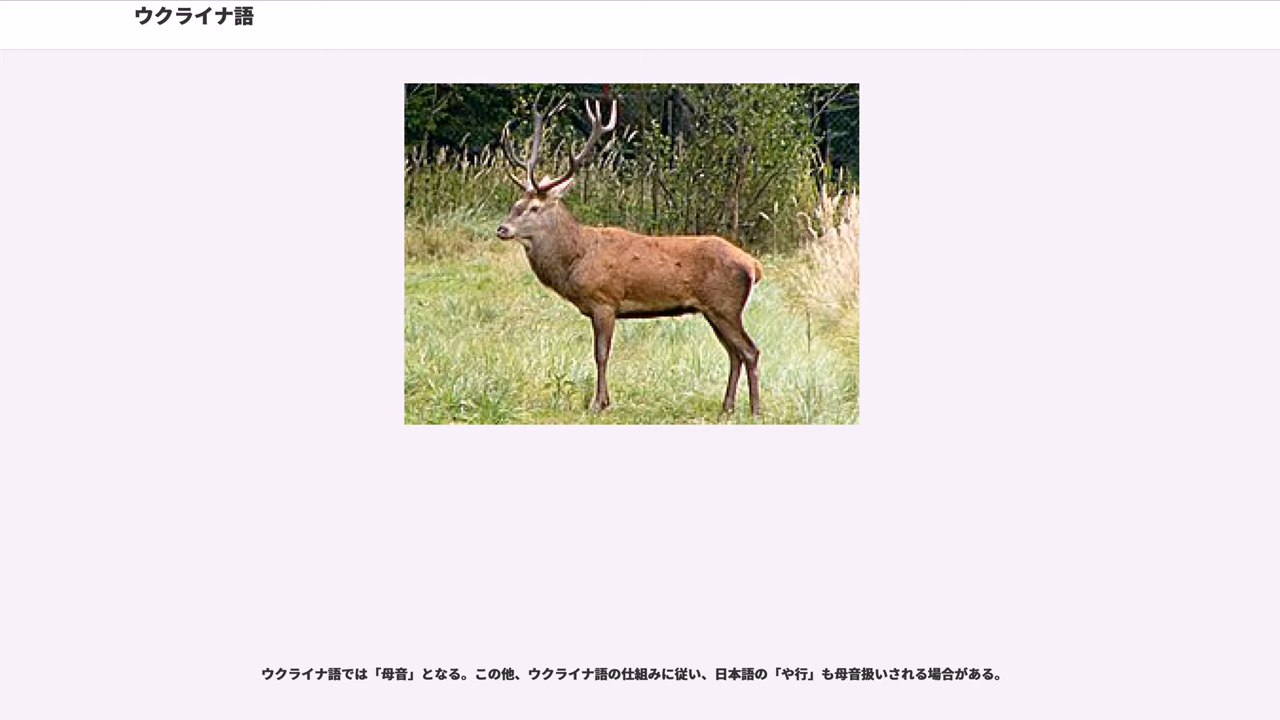 ウクライナ語
ウクライナ語では「母音」となる。この他、ウクライナ語の仕組みに従い、日本語の「や行」も母音扱いされる場合がある。